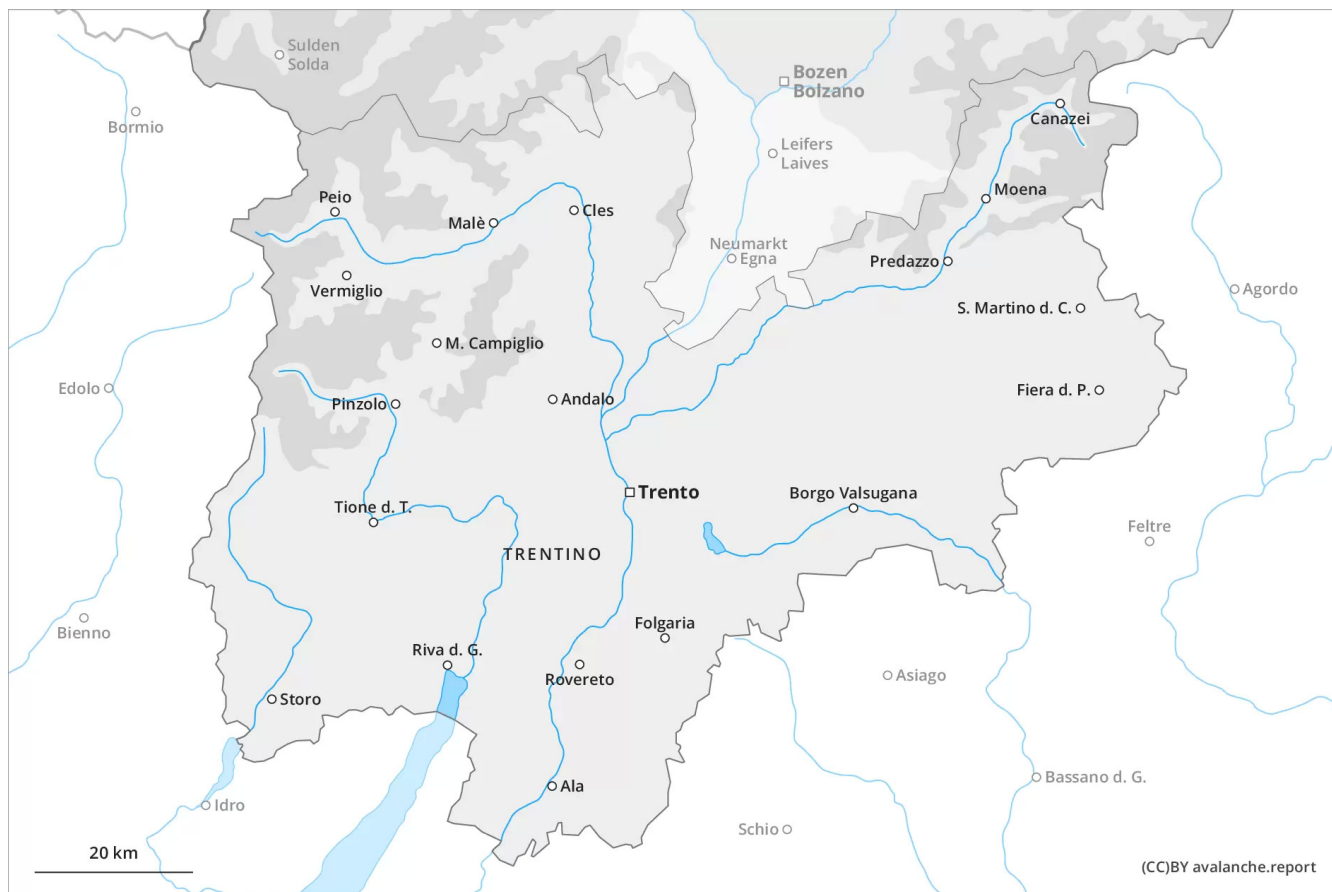 Sulden
Solda
Bozen
Bolzano
Bormio
Canazei
Leifers
Laives
Peio
Moena
Malè
Cles
Neumarkt
Egna
Predazzo
Vermiglio
Agordo
S. Martino d. C.
M. Campiglio
Edolo
Fiera d. P.
Andalo
Pinzolo
Trento
Borgo Valsugana
Tione d. T.
Feltre
TRENTINO
Folgaria
Bienno
Riva d. G.
Asiago
Rovereto
Storo
Bassano d. G.
Ala
Idro
Schio
20 km
(CC)BY avalanche.report